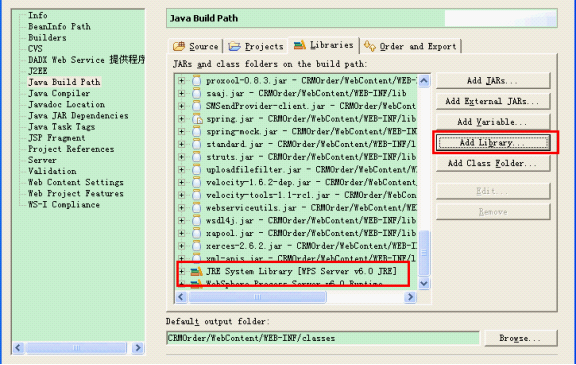 Info
BeanInfo Path
Builders
CVS
DADX Web Service 提供程序
J2EE
Java Build Path
Java Compiler
Javadoc Location
Java JAR Dependencies
Java Task Tags
JSP Fragment
Project References
Server
Validation
Web Content Settings
Web Project Features
WS-I Compliance
Java Build Path
Source
Projects
Libraries
Order and Export
JARs and class folders on the build path:
proxool-0.8.3.jar - CRMOrder/WebContent/WEB-
saaj.jar - CRMOrder/WebContent/WEB-INF/lib
SMSendProvider-client.jar - CRMOrder/WebCont
spring.jar - CRMOrder/WebContent/WEB-INF/lib
spring-mock.jar - CRMOrder/WebContent/WEB-IN
standard.jar - CRMOrder/WebContent/WEB-INF/l
struts.jar - CRMOrder/WebContent/WEB-INF/lib
uploadfilefilter.jar - CRMOrder/WebContent/W
velocity-1.6.2-dep.jar - CRMOrder/WebContent
velocity-tools-1.1-rc1.jar - CRMOrder/WebCon
webserviceutils.jar - CRMOrder/WebContent/WE
wsdl4j.jar - CRMOrder/WebContent/WEB-INF/lib
xapool.jar - CRMOrder/WebContent/WEB-INF/lib
xerces-2.6.2.jar - CRMOrder/WebContent/WEB-I
xml-apis.jar - CRMOrder/WebContent/WEB-INF/l
JRE System Library [WPS Server v6.0 JRE]
WebSphere Process Server v6.0 Runtime
Add JARs...
Add External JARs...
Add Variable...
Add Library...
Add Class Folder...
Edit...
Remove
Default output folder:
CRMOrder/WebContent/WEB-INF/classes
Browse...